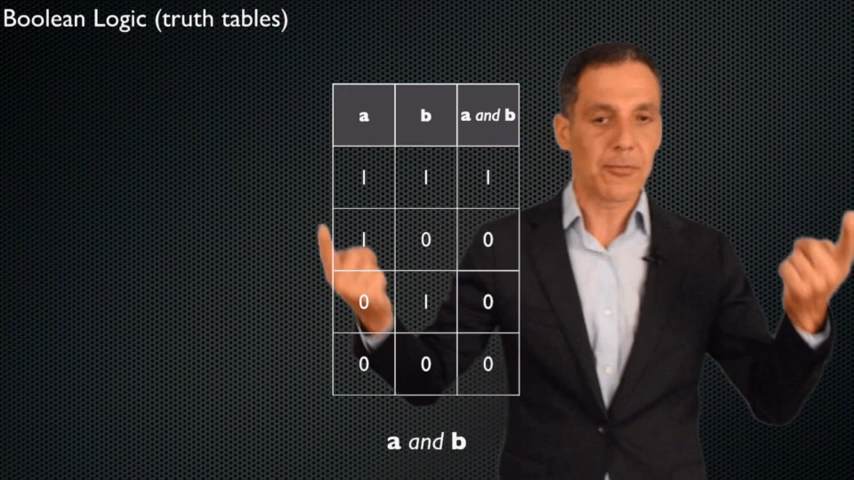 Boolean Logic (truth tables)
a b a and b
1 1 1
1 0 0
0 1 0
0 0 0
a and b